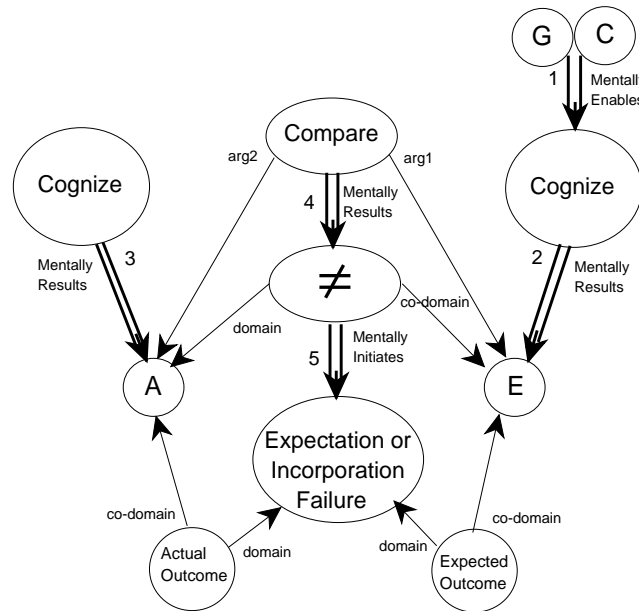 G
C
1
Mentally
Enables
Compare
arg2
arg1
Cognize
Cognize
4
Mentally
Results
3
Mentally
Results
2
Mentally
Results
≠
co-domain
domain
5
Mentally
Initiates
A
E
Expectation or
Incorporation
Failure
co-domain
co-domain
domain
domain
Actual
Outcome
Expected
Outcome